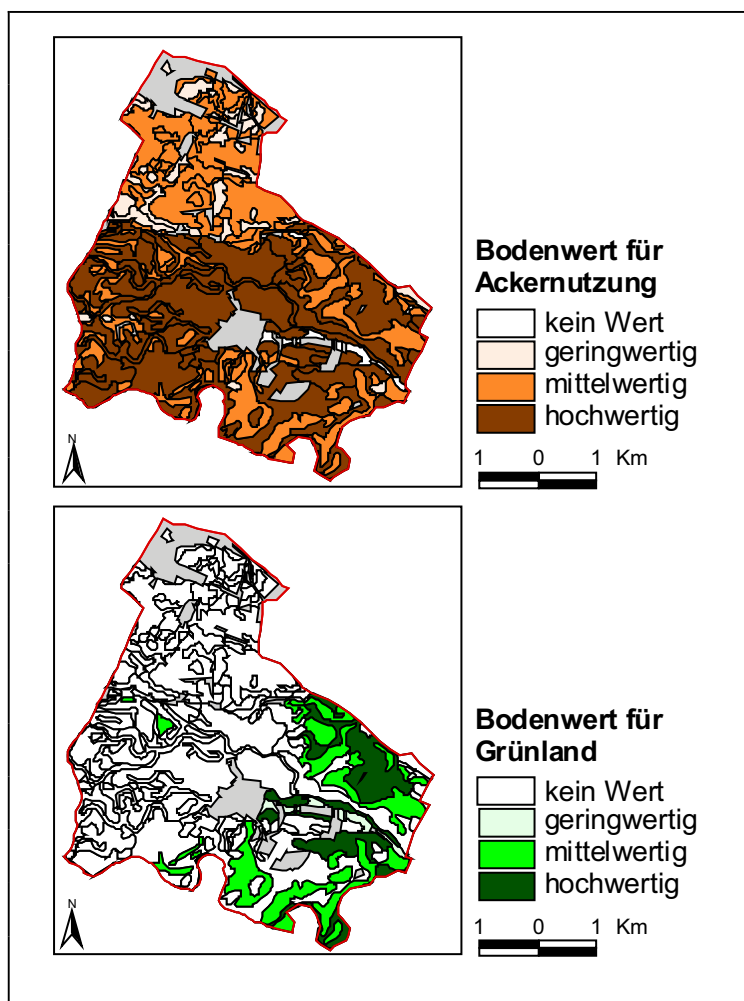 Bodenwert für
Ackernutzung
kein Wert
geringwertig
mittelwertig
hochwertig
1 0 1 Km
N
Bodenwert für
Grünland
kein Wert
geringwertig
mittelwertig
hochwertig
1 0 1 Km
N